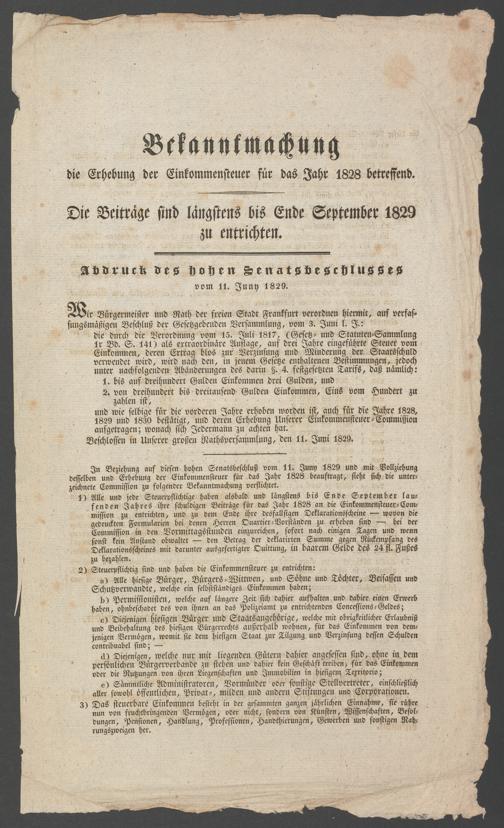 Bekanntmachung
die Erhebung der Einkommensteuer für das Jahr 1828 betreffend.
Die Beiträge sind längstens bis Ende September 1829
zu entrichten.
Abdruck des hohen Senatsbeschlusses
vom 11. Juny 1829.
Wir Bürgermeister und Rath der freien Stadt Frankfurt verordnen hiermit, auf verfas-
sungsmäßigen Beschluß der Gesetzgebenden Versammlung, vom 3. Juni l. J.:
die durch die Verordnung vom 15. Juli 1817, (Gesetz- und Statuten-Sammlung
1r Bd. S. 141) als extraordinäre Auflage, auf drei Jahre eingeführte Steuer vom
Einkommen, deren Ertrag blos zur Verzinsung und Minderung der Staatsschuld
verwendet wird, wird nach den, in jenem Gesetz enthaltenen Bestimmungen, jedoch
unter nachfolgenden Abänderungen des darin §. 4. festgesetzten Tarifs, daß nämlich:
1. bis auf dreihundert Gulden Einkommen drei Gulden, und
2. von dreihundert bis dreitausend Gulden Einkommen, Eins vom Hundert zu
zahlen ist,
und wie selbige für die vorderen Jahre erhoben worden ist, auch für die Jahre 1828,
1829 und 1830 bestätigt, und deren Erhebung Unserer Einkommensteuer-Commission
aufgetragen; wonach sich Jedermann zu achten hat.
Beschlossen in Unserer großen Rathsversammlung, den 11. Juni 1829.
In Beziehung auf diesen hohen Senatsbeschluß vom 11. Juny 1829 und mit Vollziehung
desselben und Erhebung der Einkommensteuer für das Jahr 1828 beauftragt, sieht sich die unter-
zeichnete Commission zu folgender Bekanntmachung verpflichtet.
1) Alle und jede Steuerpflichtige haben alsbald und längstens bis Ende September lau-
fenden Jahres ihre schuldigen Beiträge für das Jahr 1828 an die Einkommensteuer-Com-
mission zu entrichten, und zu dem Ende ihre desfallsigen Deklarationsscheine — wovon die
gedruckten Formularien bei denen Herren Quartier-Vorständen zu erheben sind — bei der
Commission in den Vormittagsstunden einzureichen, sofort nach einigen Tagen und wenn
sonst kein Anstand obwaltet — den Betrag der deklarirten Summe gegen Rückempfang des
Deklarationsscheines mit darunter ausgefertigter Quittung, in baarem Gelde des 24 fl. Fußes
zu bezahlen.
2) Steuerpflichtig sind und haben die Einkommensteuer zu entrichten:
a) Alle hiesige Bürger, Bürgers-Wittwen, und Söhne und Töchter, Beisassen und
Schutzverwandte, welche ein selbstständiges Einkommen haben;
b) Permissionisten, welche auf längere Zeit sich dahier aufhalten und dahier einen Erwerb
haben, ohnbeschadet des von ihnen an das Polizeiamt zu entrichtenden Concessions-Geldes;
c) Diejenigen hiesigen Bürger und Staatsangehörige, welche mit obrigkeitlicher Erlaubniß
und Beibehaltung des hiesigen Bürgerrechts außerhalb wohnen, für das Einkommen von dem-
jenigen Vermögen, womit sie dem hiesigen Staat zur Tilgung und Verzinsung dessen Schulden
contribuabel sind; —
d) Diejenigen, welche nur mit liegenden Gütern dahier angesessen sind, ohne in dem
persönlichen Bürgerverbande zu stehen und dahier kein Geschäft treiben, für das Einkommen
oder die Nutzungen von ihren Liegenschaften und Immobilien in hiesigem Territorio;
e) Sämmtliche Administratoren, Vormünder oder sonstige Stellvertreter, einschließlich
aller sowohl öffentlichen, Privat-, milden und anderen Stiftungen und Corporationen.
3) Das steuerbare Einkommen besteht in der gesammten ganzen jährlichen Einnahme, sie rühre
nun von fruchtbringenden Vermögen, oder nicht, sondern von Künsten, Wissenschaften, Besol-
dungen, Pensionen, Handlung, Professionen, Handthierungen, Gewerben und sonstigen Nah-
rungszweigen her.